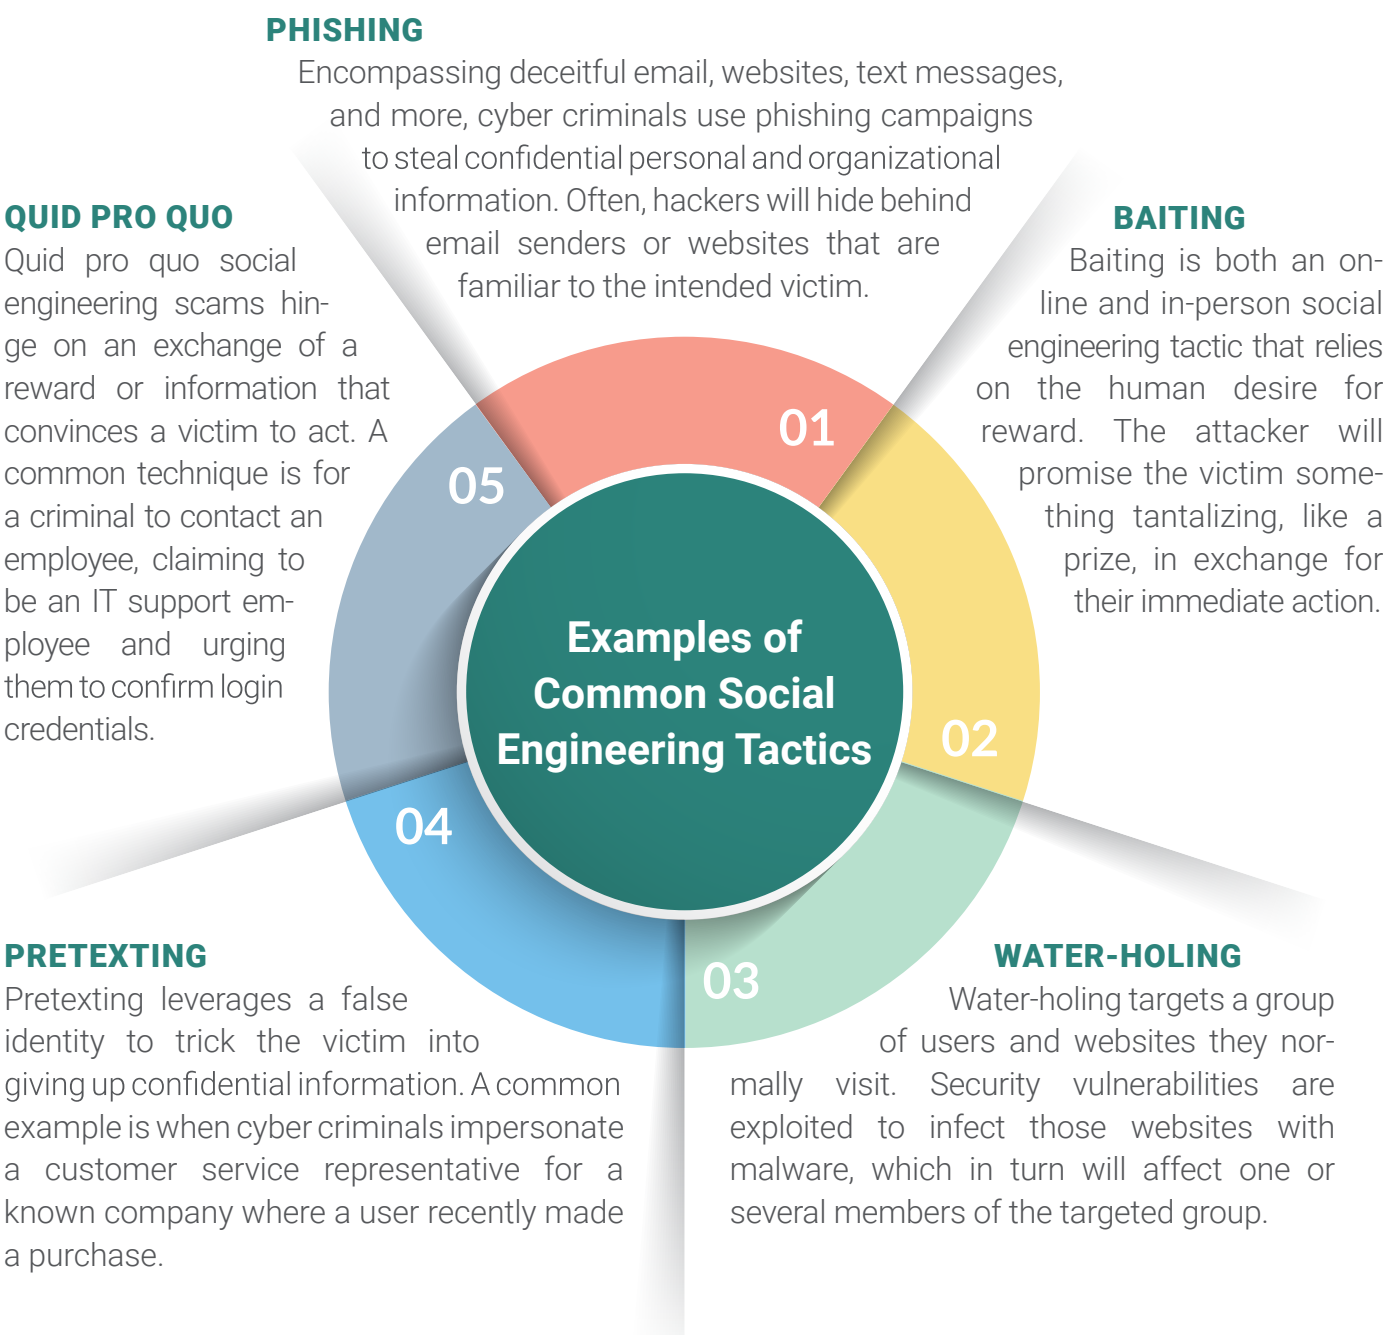 PHISHING
Encompassing deceitful email, websites, text messages,
and more, cyber criminals use phishing campaigns
to steal confidential personal and organizational
information. Often, hackers will hide behind
email senders or websites that are
familiar to the intended victim.
01
BAITING
Baiting is both an on-
line and in-person social
engineering tactic that relies
on the human desire for
reward. The attacker will
promise the victim some-
thing tantalizing, like a
prize, in exchange for
their immediate action.
02
WATER-HOLING
Water-holing targets a group
of users and websites they nor-
mally visit. Security vulnerabilities are
exploited to infect those websites with
malware, which in turn will affect one or
several members of the targeted group.
03
PRETEXTING
Pretexting leverages a false
identity to trick the victim into
giving up confidential information. A common
example is when cyber criminals impersonate
a customer service representative for a
known company where a user recently made
a purchase.
04
QUID PRO QUO
Quid pro quo social
engineering scams hin-
ge on an exchange of a
reward or information that
convinces a victim to act. A
common technique is for
a criminal to contact an
employee, claiming to
be an IT support em-
ployee and urging
them to confirm login
credentials.
05
Examples of
Common Social
Engineering Tactics